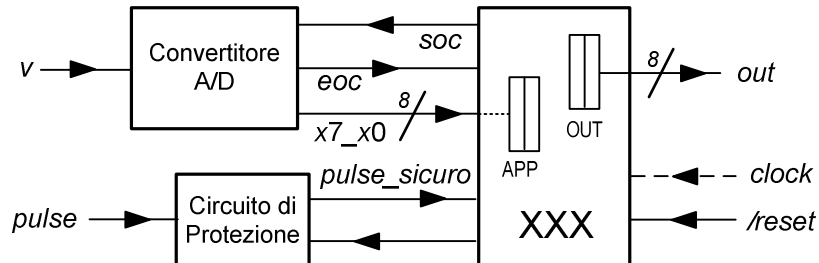 Convertitore
A/D
v
soc
eoc
8
x7_x0
APP
OUT
8
out
pulse_sicuro
clock
pulse
Circuito di
Protezione
XXX
/reset